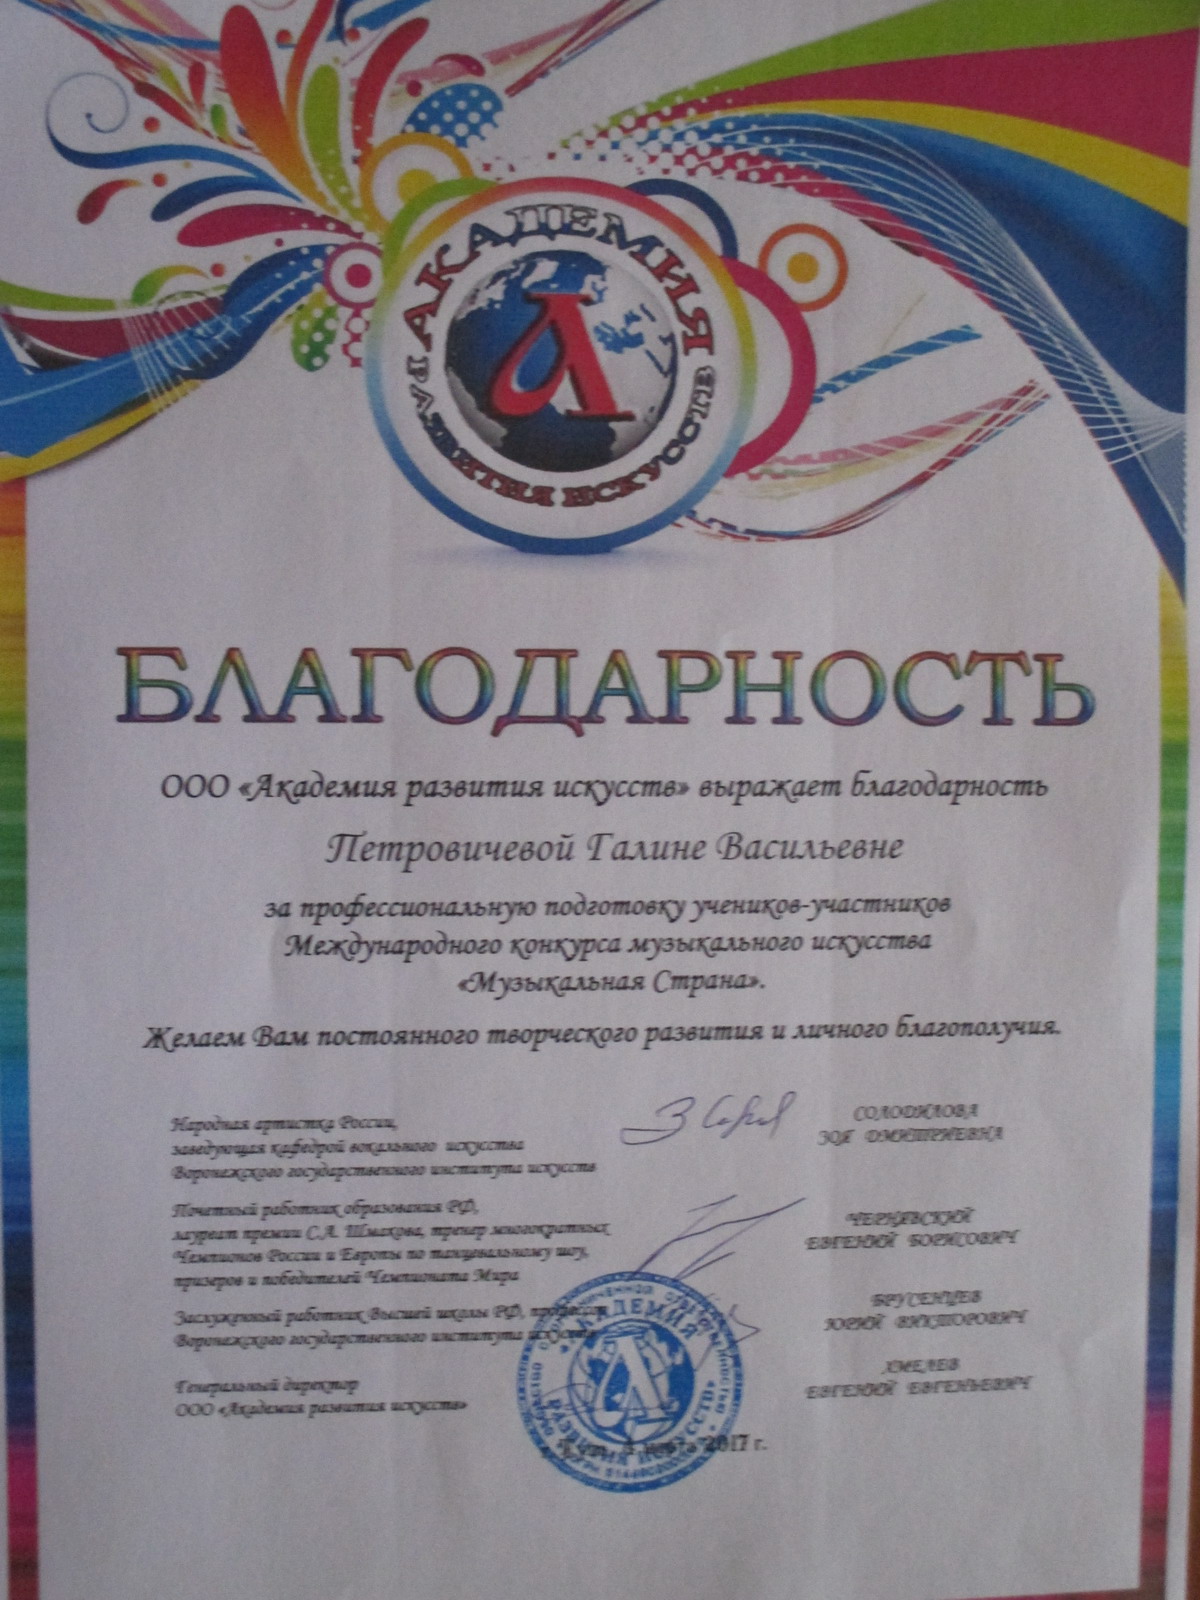 АКАДЕМИЯ
РАЗВИТИЯ ИСКУССТВ
БЛАГОДАРНОСТЬ
ООО «Академия развития искусств» выражает благодарность
Петровичевой Галине Васильевне
за профессиональную подготовку учеников-участников
Международного конкурса музыкального искусства
«Музыкальная Страна».
Желаем Вам постоянного творческого развития и личного благополучия.
Народная артистка России,
заведующая кафедрой вокального искусства
Воронежского государственного института искусств
СОЛОДИЛОВА
ЗОЯ ДМИТРИЕВНА
Почетный работник образования РФ,
лауреат премии С.А. Шмакова, тренер многократных
Чемпионов России и Европы по танцевальному шоу,
призеров и победителей Чемпионата Мира
ЧЕРНЯВСКИЙ
ЕВГЕНИЙ БОРИСОВИЧ
Заслуженный работник Высшей школы РФ, профессор
Воронежского государственного института искусств
БРУСЕНЦЕВ
ЮРИЙ ВИКТОРОВИЧ
Генеральный директор
ООО «Академия развития искусств»
ХМЕЛЕВ
ЕВГЕНИЙ ЕВГЕНЬЕВИЧ
АКАДЕМИЯ
РАЗВИТИЯ ИСКУССТВ
2017 г.